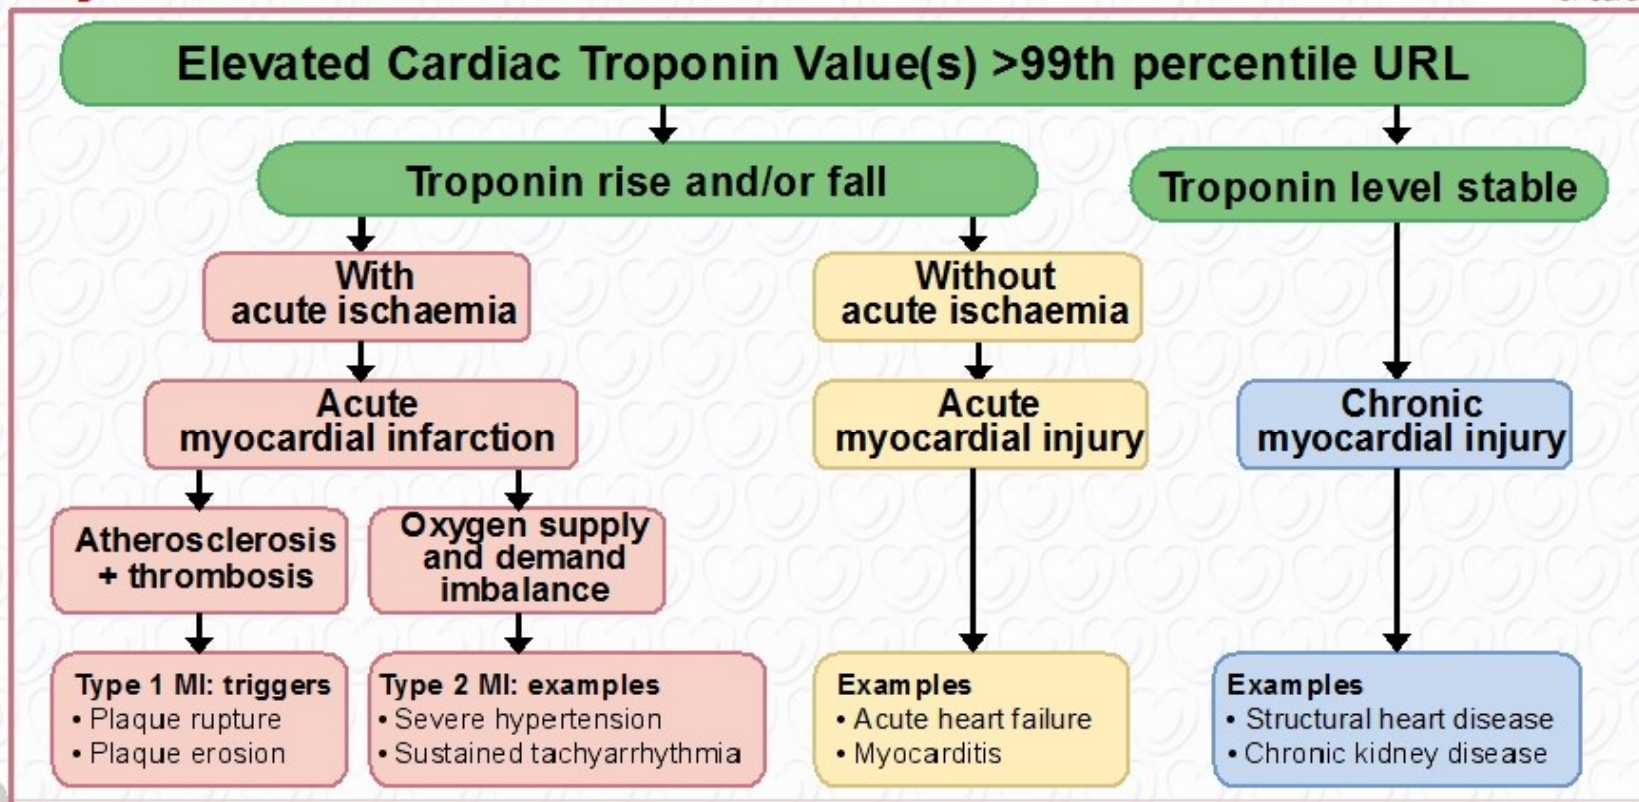 Elevated Cardiac Troponin Value(s) >99th percentile URL
Troponin rise and/or fall
Troponin level stable
With
acute ischaemia
Without
acute ischaemia
Acute
myocardial infarction
Acute
myocardial injury
Chronic
myocardial injury
Atherosclerosis
+ thrombosis
Oxygen supply
and demand
imbalance
Type 1 MI: triggers
• Plaque rupture
• Plaque erosion
Type 2 MI: examples
• Severe hypertension
• Sustained tachyarrhythmia
Examples
• Acute heart failure
• Myocarditis
Examples
• Structural heart disease
• Chronic kidney disease